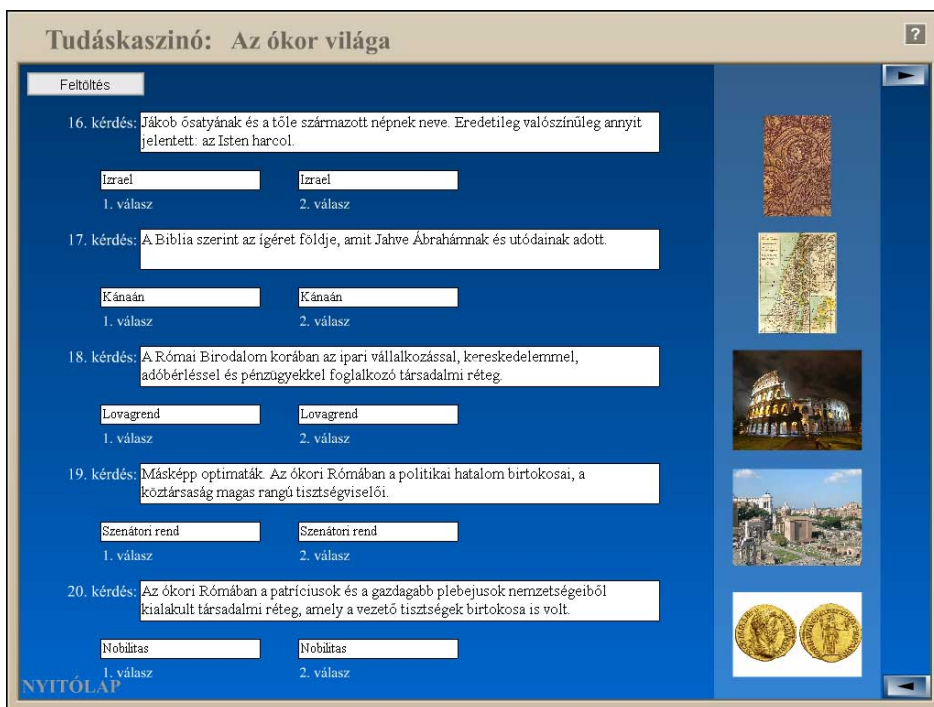 Tudáskaszinó: Az ókor világa
?
Feltöltés
16. kérdés: Jákob ősatyának és a tőle származott népnek neve. Eredetileg valószínűleg annyit
jelentett: az Isten harcol.
Izrael Izrael
1. válasz 2. válasz
17. kérdés: A Biblia szerint az ígéret földje, amit Jahve Ábrahámnak és utódainak adott.
Kánaán Kánaán
1. válasz 2. válasz
18. kérdés: A Római Birodalom korában az ipari vállalkozással, kereskedelemmel,
adóbérléssel és pénzügyekkel foglalkozó társadalmi réteg.
Lovagrend Lovagrend
1. válasz 2. válasz
19. kérdés: Másképp optimaták. Az ókori Rómában a politikai hatalom birtokosai, a
köztársaság magas rangú tisztségviselői.
Szenátori rend Szenátori rend
1. válasz 2. válasz
20. kérdés: Az ókori Rómában a patríciusok és a gazdagabb plebejusok nemzetségeiből
kialakult társadalmi réteg, amely a vezető tisztségek birtokosa is volt.
Nobilitas Nobilitas
1. válasz 2. válasz
NYITÓLAP